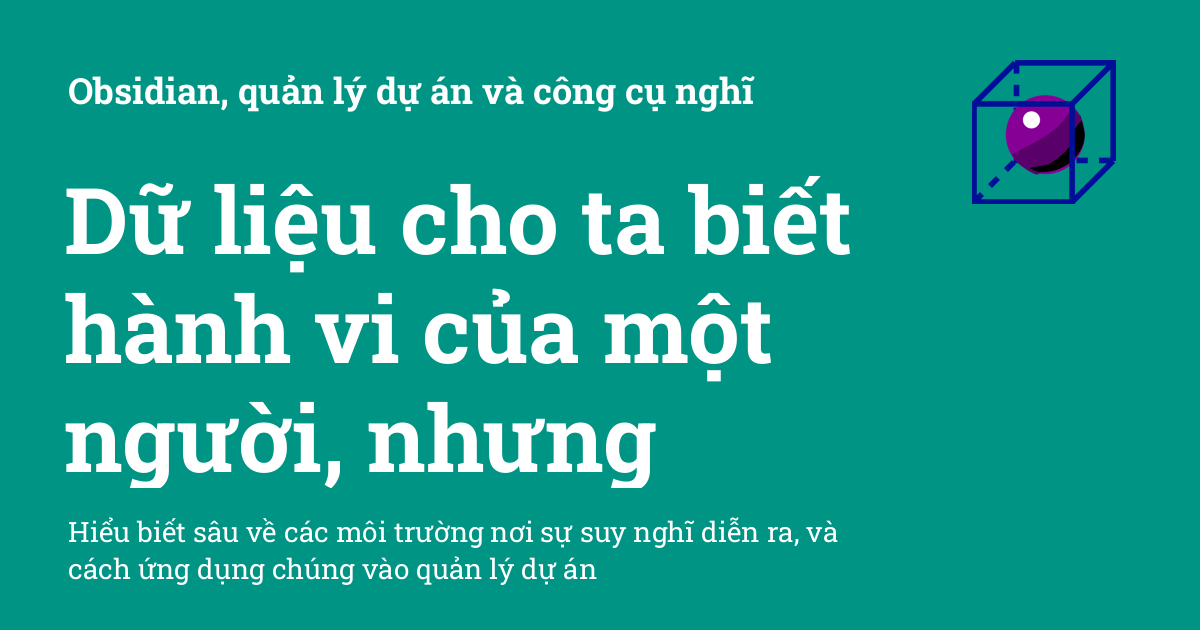 Obsidian, quản lý dự án và công cụ nghĩ
Dữ liệu cho ta biết
hành vi của một
người, nhưng
Hiểu biết sâu về các môi trường nơi sự suy nghĩ diễn ra, và
cách ứng dụng chúng vào quản lý dự án